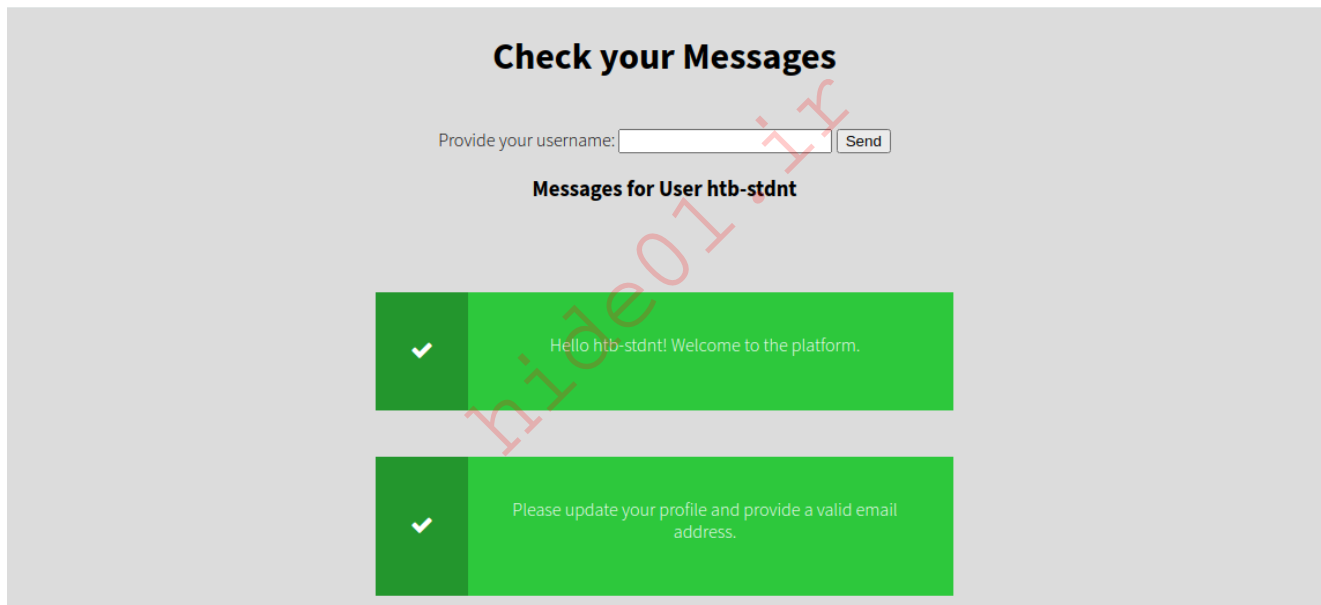 Check your Messages
Provide your username: Send
Messages for User htb-stdnt
Hello htb-stdnt! Welcome to the platform.
Please update your profile and provide a valid email
address.
hide01.ir